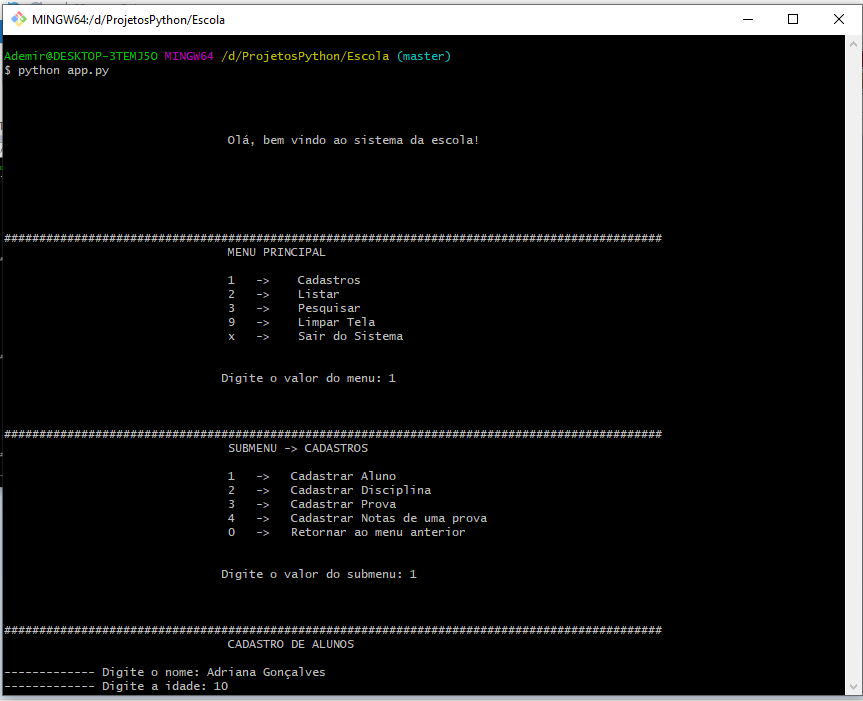 MINGW64:/d/ProjetosPython/Escola
Ademir@DESKTOP-3TEMJ5O MINGW64 /d/ProjetosPython/Escola (master)
$ python app.py
Olá, bem vindo ao sistema da escola!
##############################################################################################
MENU PRINCIPAL
1 -> Cadastros
2 -> Listar
3 -> Pesquisar
9 -> Limpar Tela
x -> Sair do Sistema
Digite o valor do menu: 1
##############################################################################################
SUBMENU -> CADASTROS
1 -> Cadastrar Aluno
2 -> Cadastrar Disciplina
3 -> Cadastrar Prova
4 -> Cadastrar Notas de uma prova
0 -> Retornar ao menu anterior
Digite o valor do submenu: 1
##############################################################################################
CADASTRO DE ALUNOS
------------- Digite o nome: Adriana Gonçalves
------------- Digite a idade: 10